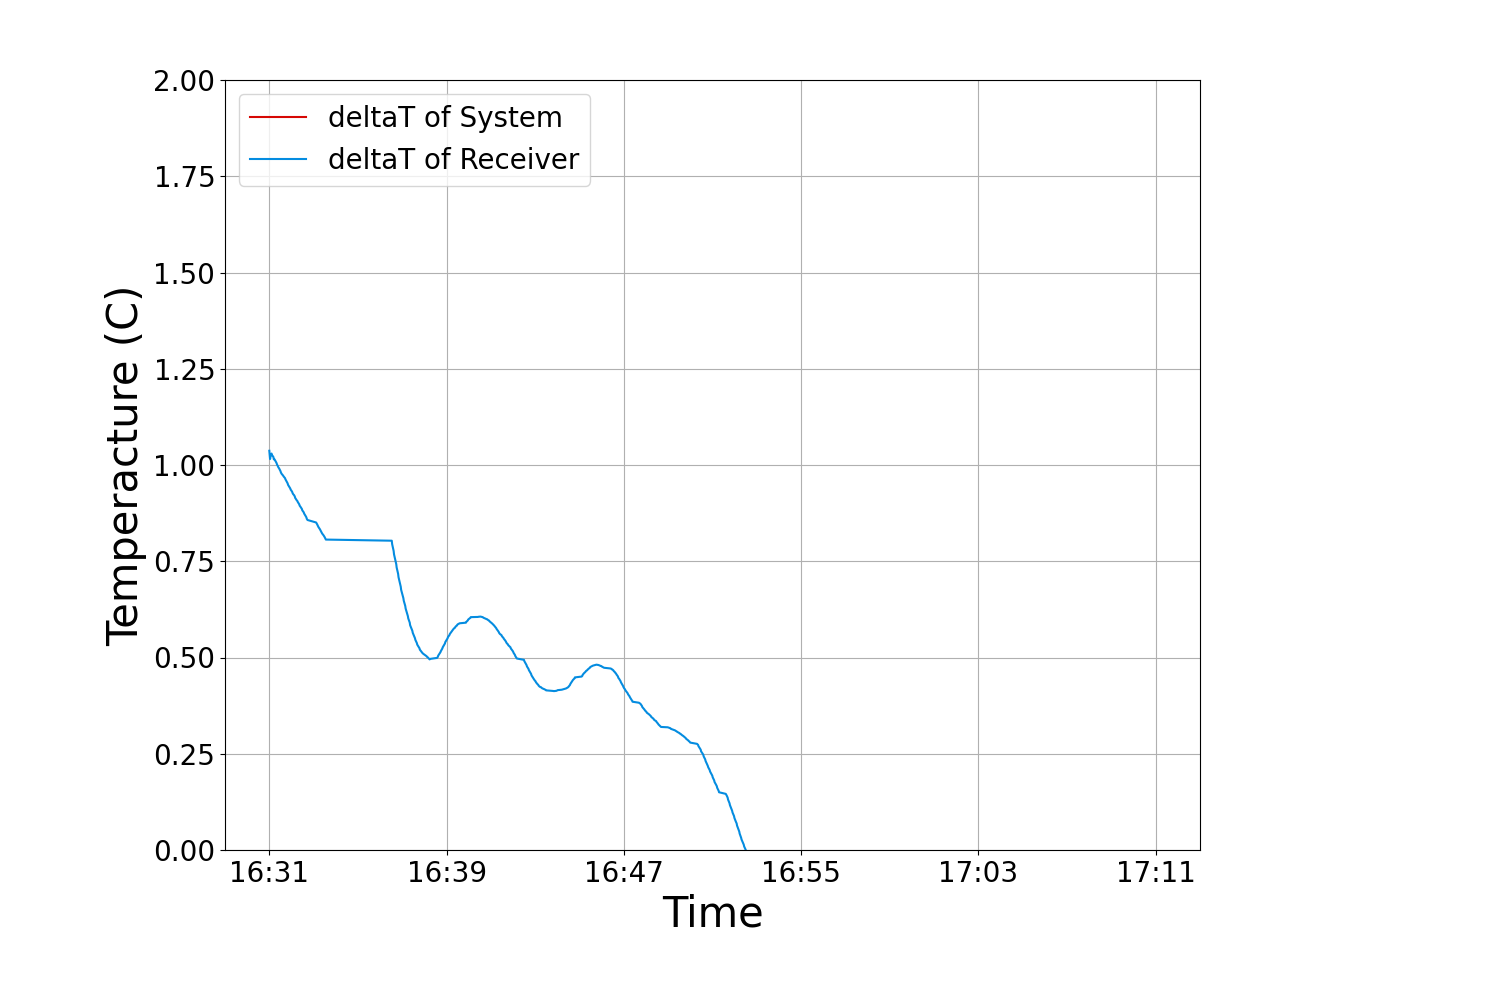 2.00
deltaT of System
deltaT of Receiver
1.75
1.50
1.25
1.00
0.75
0.50
0.25
0.00
Temperacture (C)
16:31 16:39 16:47 16:55 17:03 17:11
Time